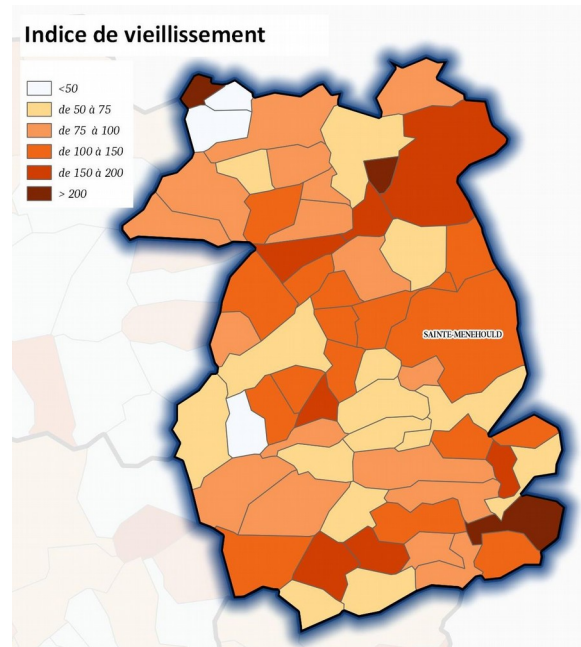 Indice de vieillissement
<50
de 50 à 75
de 75 à 100
de 100 à 150
de 150 à 200
> 200
SAINTE-MENEHOULD